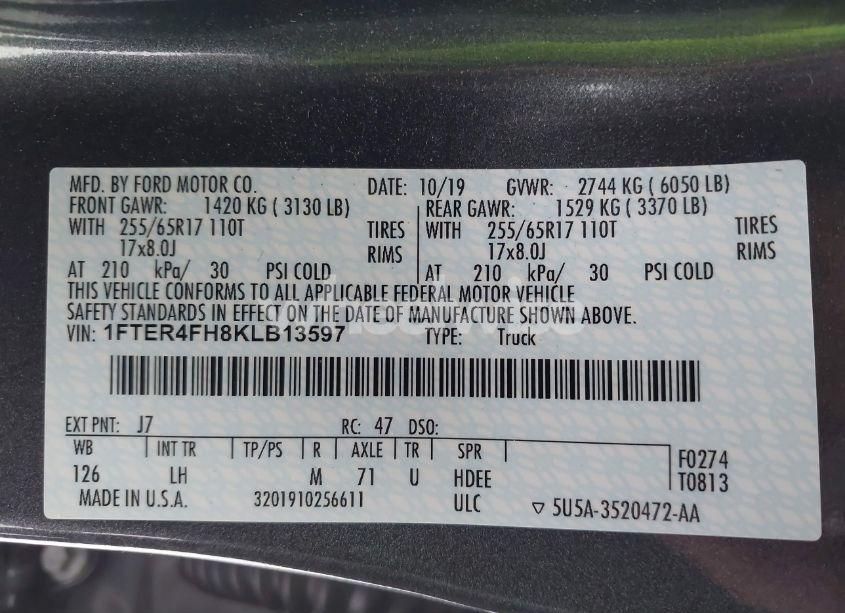 MFD. BY FORD MOTOR CO. DATE: 10/19 GVWR: 2744 KG ( 6050 LB)
FRONT GAWR: 1420 KG ( 3130 LB) REAR GAWR: 1529 KG ( 3370 LB)
WITH 255/65R17 110T TIRES WITH 255/65R17 110T TIRES
17x8.0J RIMS 17x8.0J RIMS
AT 210 kPa/ 30 PSI COLD AT 210 kPa/ 30 PSI COLD
THIS VEHICLE CONFORMS TO ALL APPLICABLE FEDERAL MOTOR VEHICLE
SAFETY STANDARDS IN EFFECT ON THE DATE OF MANUFACTURE SHOWN ABOVE.
VIN: 1FTER4FH8KLB13597 TYPE: Truck
EXT PNT: J7 RC: 47 DSO:
WB INT TR TP/PS R AXLE TR SPR F0274
126 LH M 71 U HDEE T0813
MADE IN U.S.A. 3201910256611 ULC ▽ 5U5A-3520472-AA